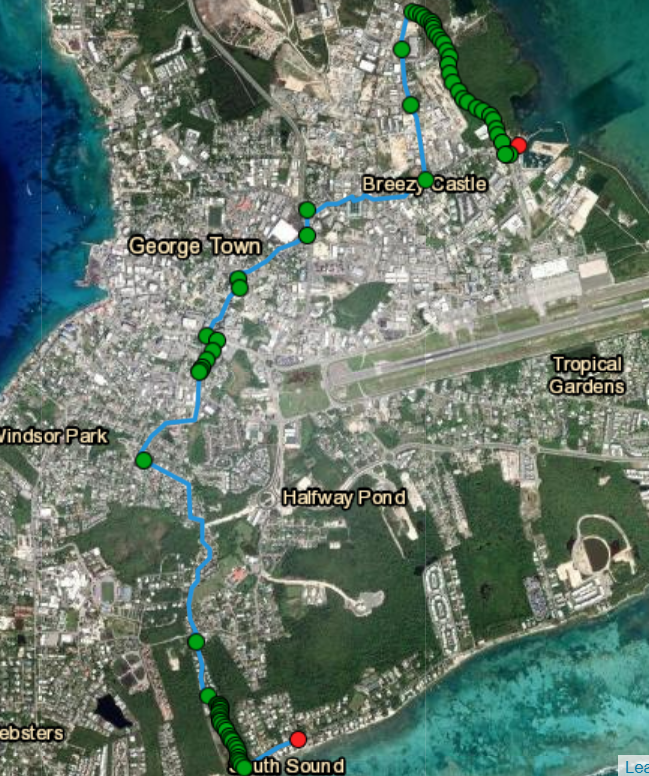 Breezy Castle
George Town
Tropical
Gardens
Windsor Park
Halfway Pond
ebsters
uth Sound
Lea